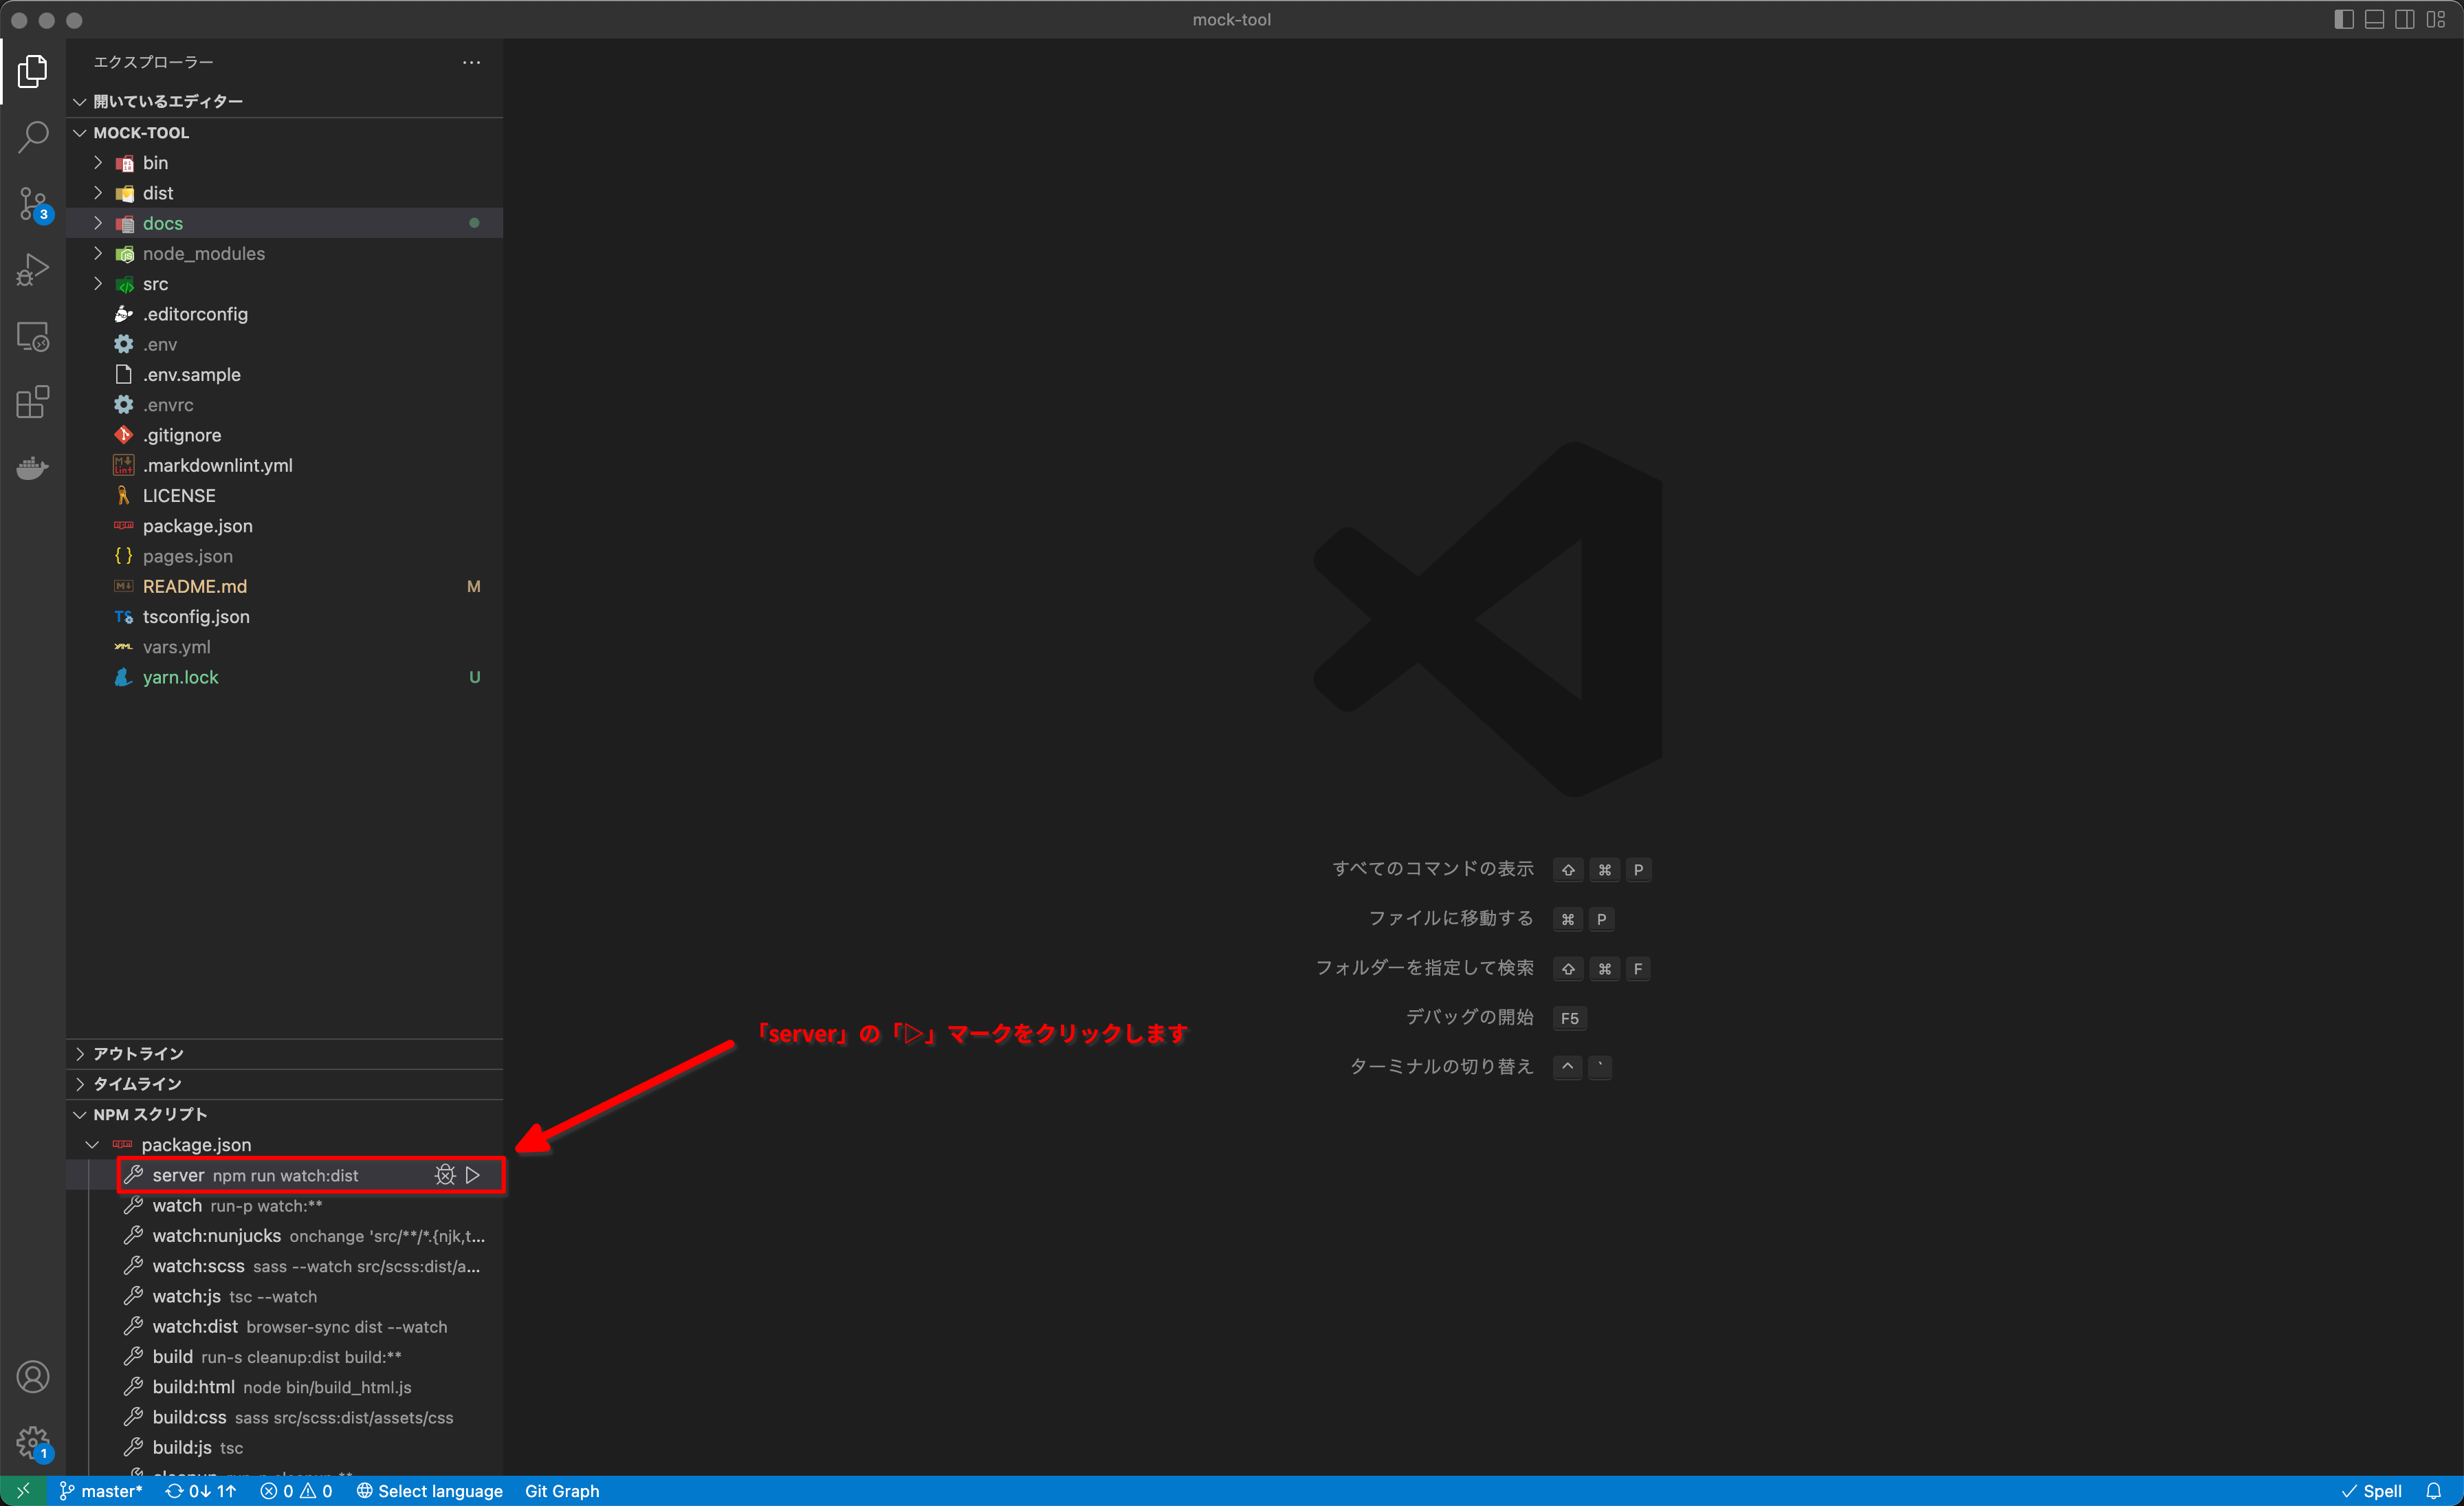 mock-tool
エクスプローラー
開いているエディター
MOCK-TOOL
bin
dist
docs
node_modules
src
.editorconfig
.env
.env.sample
.envrc
.gitignore
.markdownlint.yml
LICENSE
package.json
pages.json
README.md M
tsconfig.json
vars.yml
yarn.lock U
すべてのコマンドの表示 ⇧ ⌘ P
ファイルに移動する ⌘ P
フォルダーを指定して検索 ⇧ ⌘ F
デバッグの開始 F5
ターミナルの切り替え ^ `
「server」の「▷」マークをクリックします
アウトライン
タイムライン
NPM スクリプト
package.json
server npm run watch:dist
watch run-p watch:**
watch:nunjucks onchange 'src/**/*.{njk,t...
watch:scss sass --watch src/scss:dist/a...
watch:js tsc --watch
watch:dist browser-sync dist --watch
build run-s cleanup:dist build:**
build:html node bin/build_html.js
build:css sass src/scss:dist/assets/css
build:js tsc
3
1
master* 0↓ 1↑ 0 0 Select language Git Graph Spell